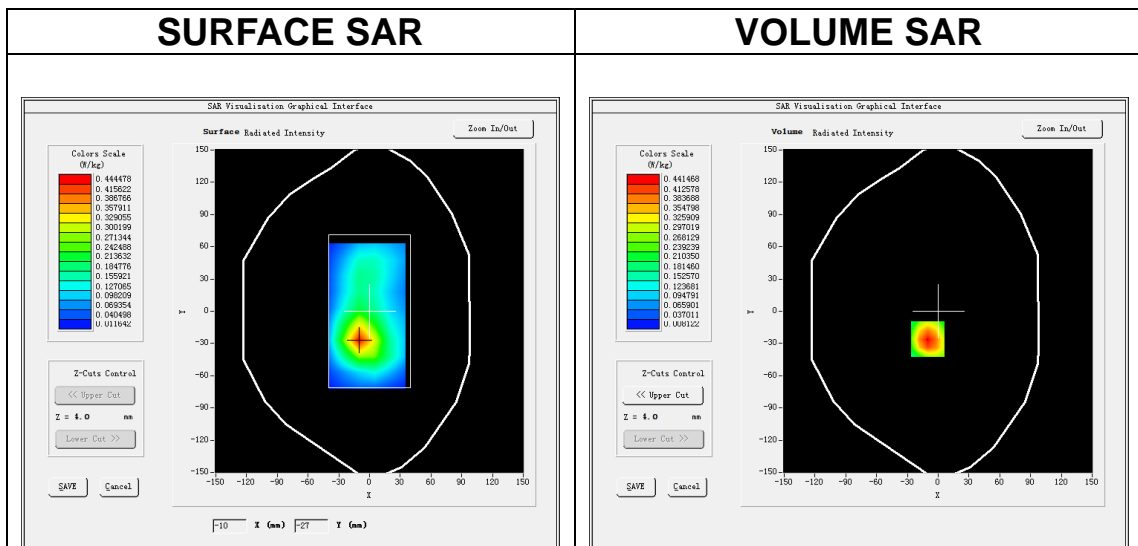 SURFACE SAR
VOLUME SAR
SAR Visualisation Graphical Interface
Surface Radiated Intensity
Zoom In/Out
Colors Scale
(W/kg)
0.444478
0.415622
0.386766
0.357911
0.329055
0.300199
0.271344
0.242488
0.213632
0.184776
0.155921
0.127065
0.098209
0.069354
0.040498
0.011642
150
120
90
60
30
0
-30
-60
-90
-120
-150
Y
-150 -120 -90 -60 -30 0 30 60 90 120 150
X
Z-Cuts Control
<< Upper Cut
Z = 4.0 mm
Lower Cut >>
SAVE Cancel
-10 X (mm) -27 Y (mm)
SAR Visualisation Graphical Interface
Volume Radiated Intensity
Zoom In/Out
Colors Scale
(W/kg)
0.441468
0.412578
0.383688
0.354798
0.325909
0.297019
0.268129
0.239239
0.210350
0.181460
0.152570
0.123681
0.094791
0.065901
0.037011
0.008122
150
120
90
60
30
0
-30
-60
-90
-120
-150
Y
-150 -120 -90 -60 -30 0 30 60 90 120 150
X
Z-Cuts Control
<< Upper Cut
Z = 4.0 mm
Lower Cut >>
SAVE Cancel